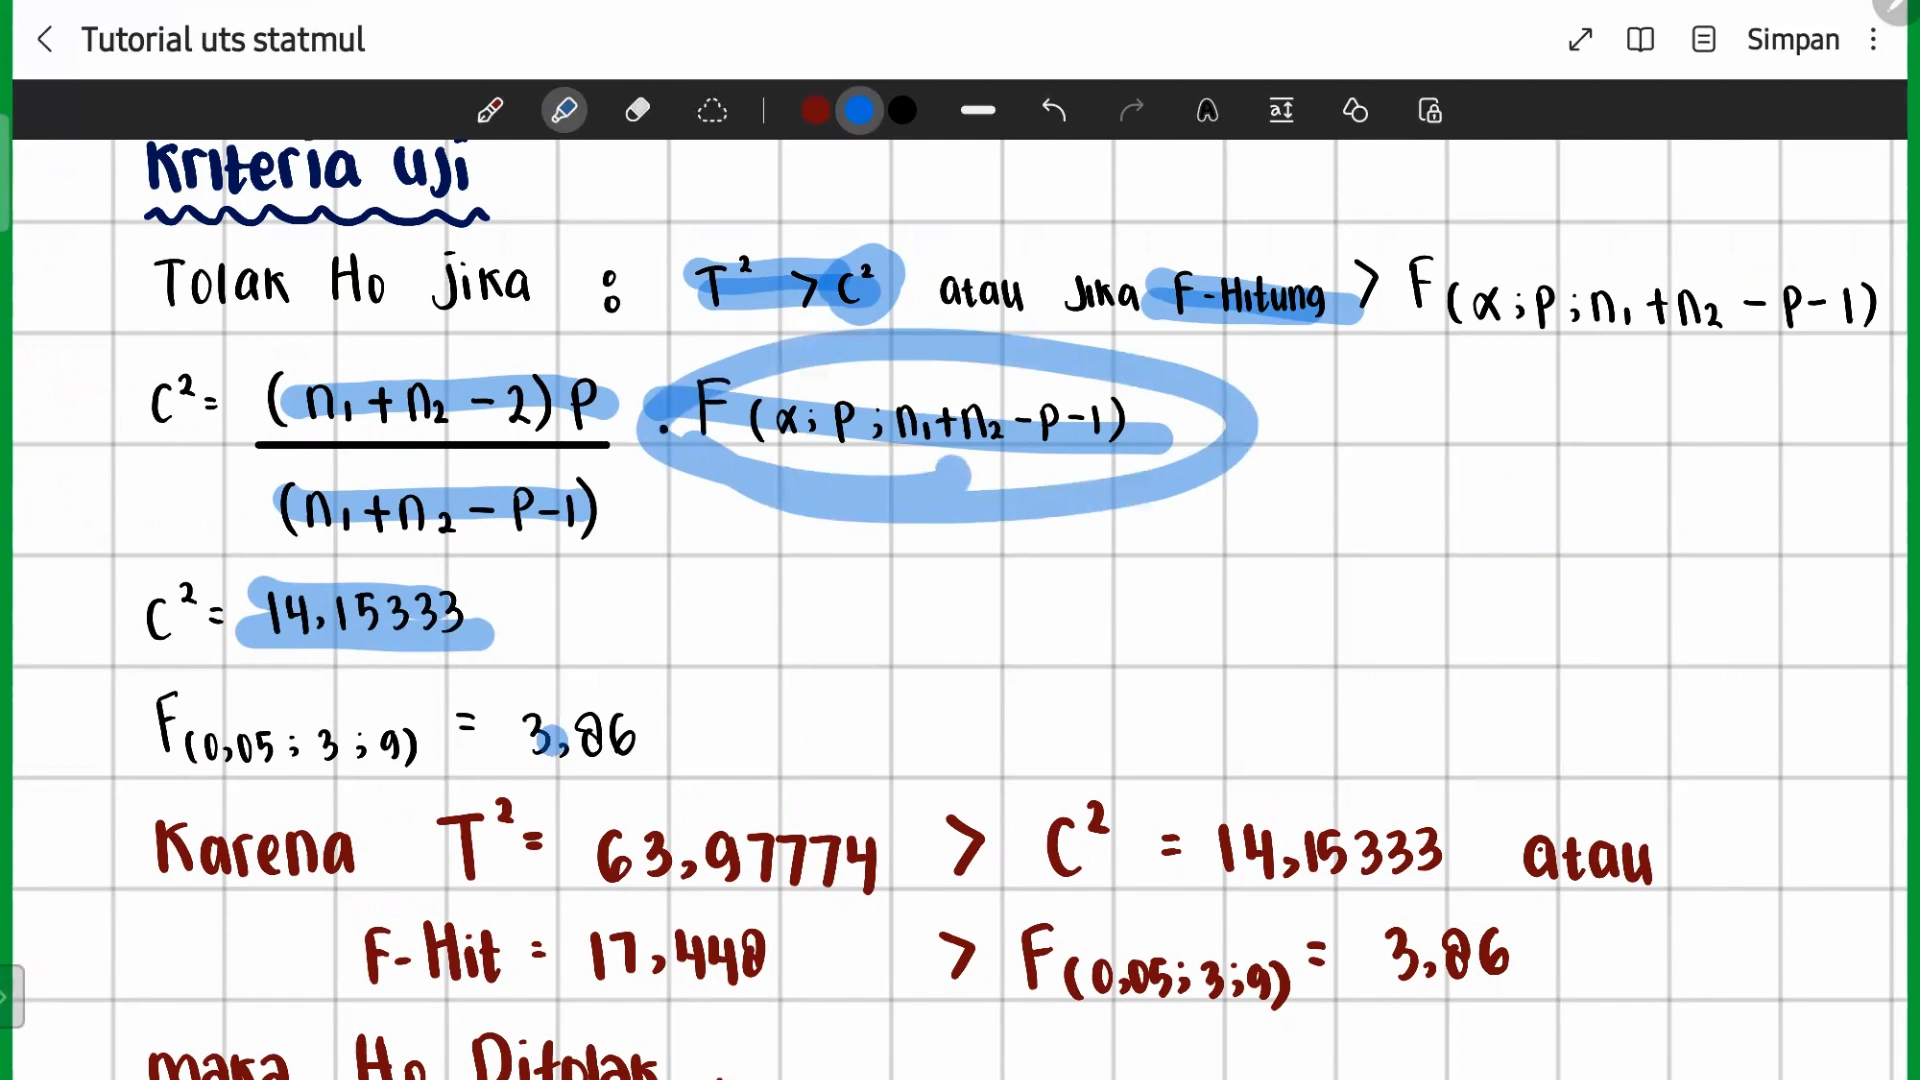 Tutorial uts statmul
Simpan
Kriteria uji
Tolak Ho jika : T² > C² atau Jika F-Hitung > F(α;p;n₁+n₂-p-1)
C² = (n₁+n₂-2)p . F(α;p;n₁+n₂-p-1)
(n₁+n₂-p-1)
C² = 14,15333
F(0,05;3;9) = 3,86
Karena T² = 63,97774 > C² = 14,15333 atau
F-Hit = 17,448 > F(0,05;3;9) = 3,86
maka Ho Ditolak